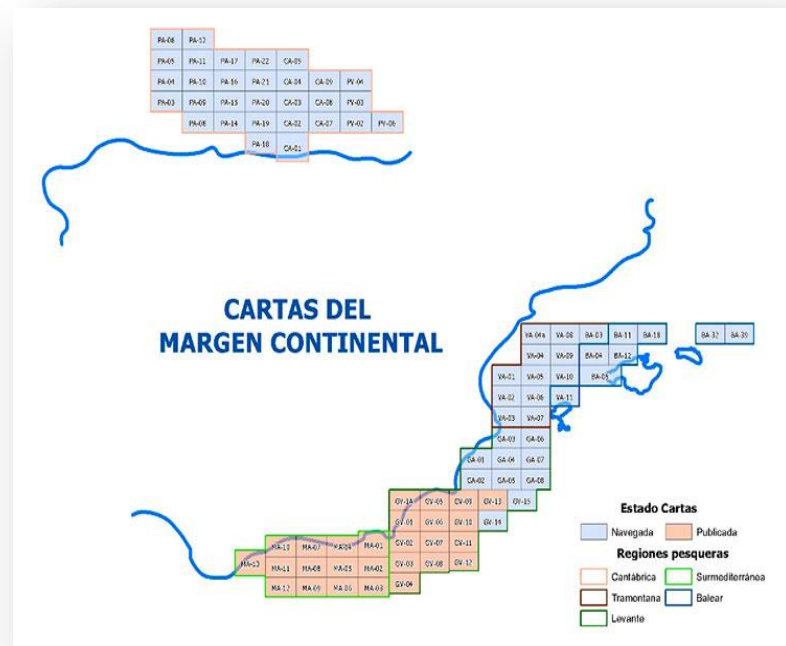 PA-06 PA-12
PA-05 PA-11 PA-17 PA-22 CA-05
PA-04 PA-10 PA-16 PA-21 CA-04 CA-09 PV-04
PA-03 PA-09 PA-15 PA-20 CA-03 CA-08 PV-03
PA-08 PA-14 PA-19 CA-02 CA-07 PV-02 PV-06
PA-18 CA-01
CARTAS DEL
MARGEN CONTINENTAL
VA-04a VA-08 BA-03 BA-11 BA-18 BA-32 BA-39
VA-04 VA-09 BA-04 BA-12
VA-01 VA-05 VA-10 BA-05
VA-02 VA-06 VA-11
VA-03 VA-07
GA-03 GA-06
GA-01 GA-04 GA-07
GA-02 GA-05 GA-08
GV-1A GV-05 GV-09 GV-13 GV-15
GV-01 GV-06 GV-10 GV-14
MA-10 MA-07 MA-04 MA-01 GV-02 GV-07 GV-11
MA-13 MA-11 MA-08 MA-05 MA-02 GV-03 GV-08 GV-12
MA-12 MA-09 MA-06 MA-03 GV-04
Estado Cartas
Navegada Publicada
Regiones pesqueras
Cantábrica Surmediterránea
Tramontana Balear
Levante